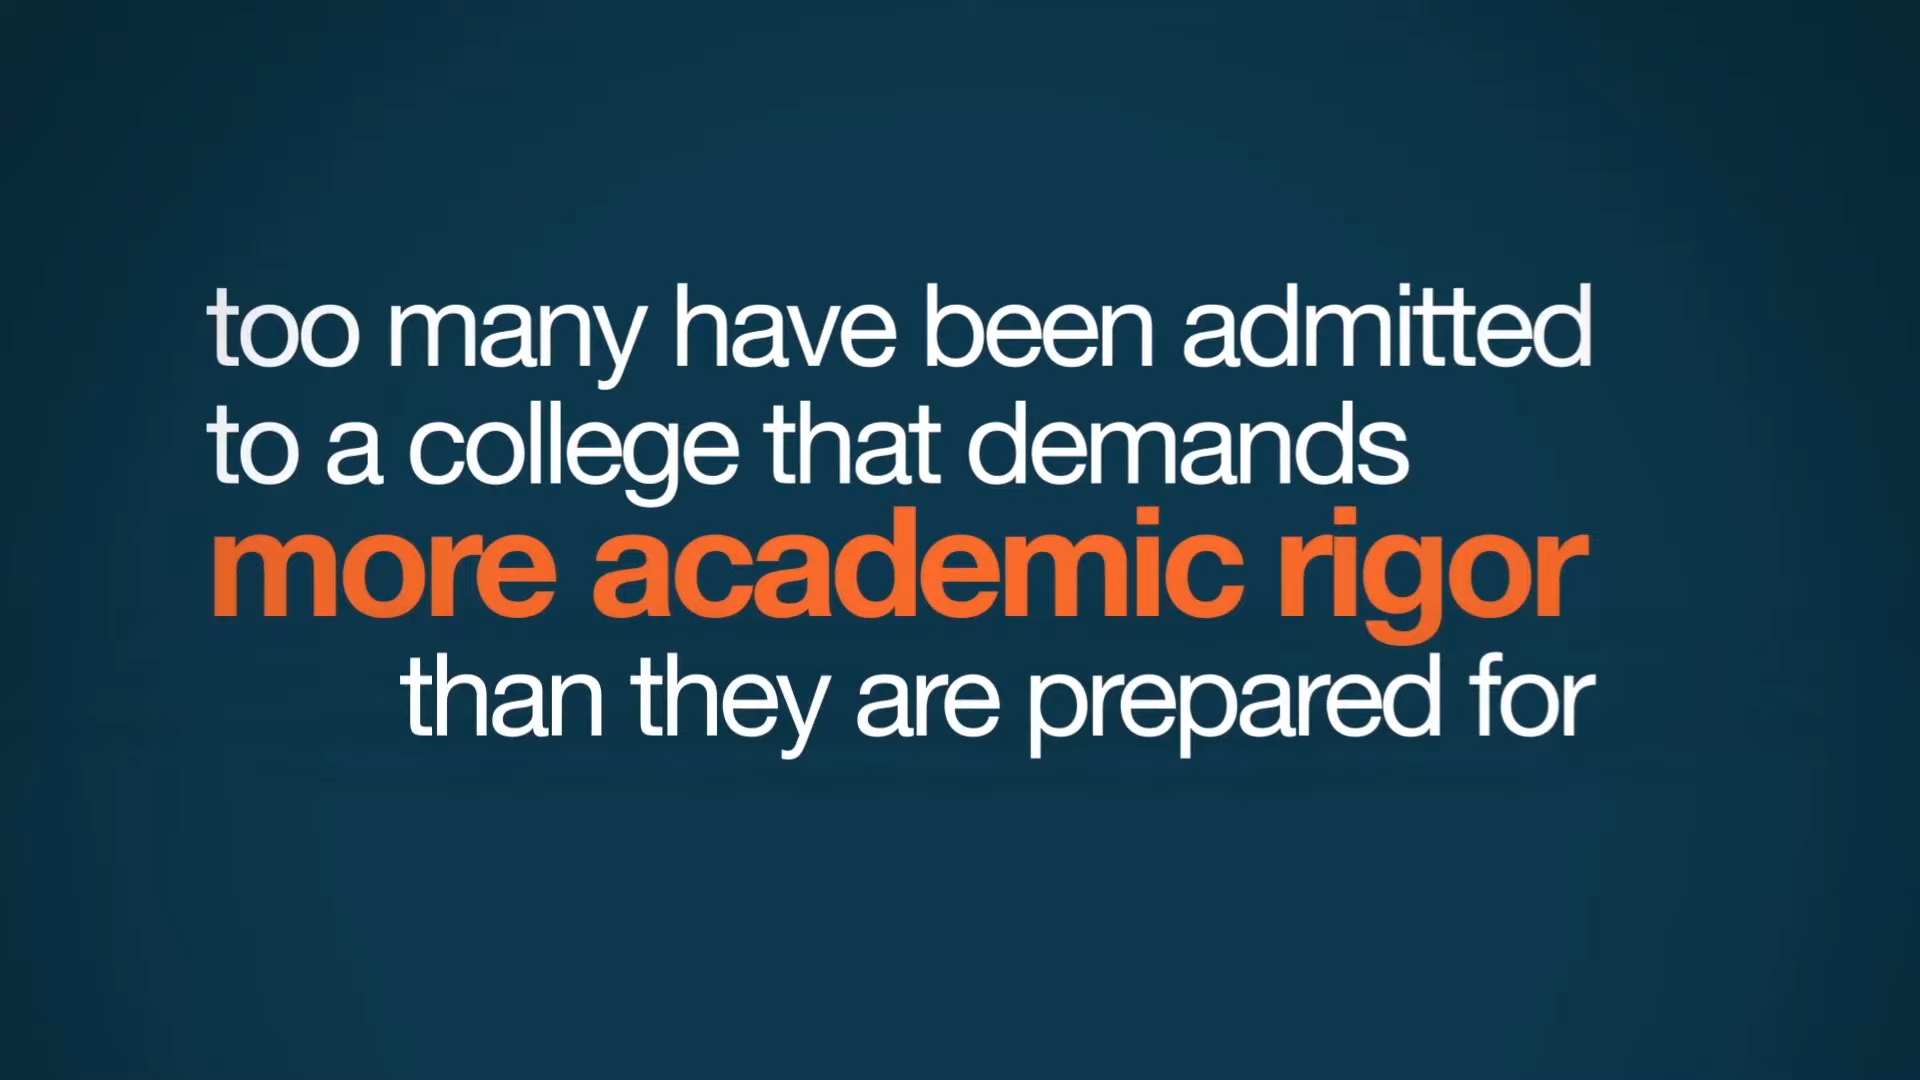 too many have been admitted
to a college that demands
more academic rigor
than they are prepared for